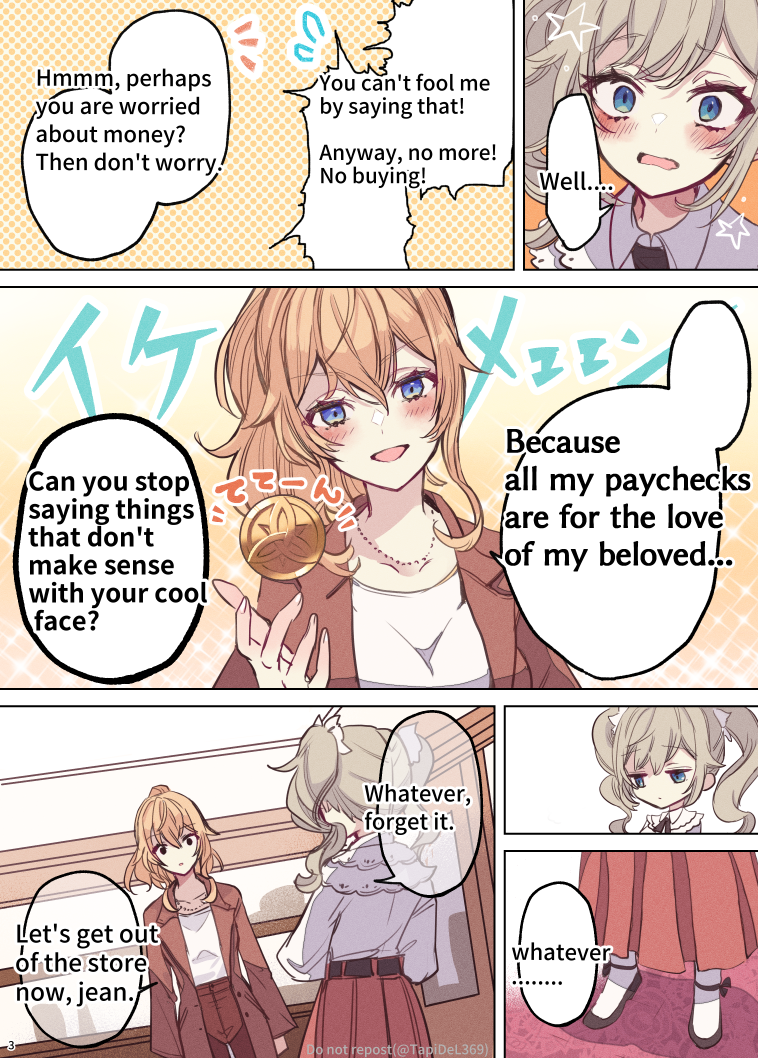 Well....
You can't fool me
by saying that!
Anyway, no more!
No buying!
Hmmm, perhaps
you are worried
about money?
Then don't worry.
イケメェェン
Because
all my paychecks
are for the love
of my beloved...
ててーん
Can you stop
saying things
that don't
make sense
with your cool
face?
whatever
........
Whatever,
forget it.
Let's get out
of the store
now, jean.
3
Do not repost(@TapiDeL369)